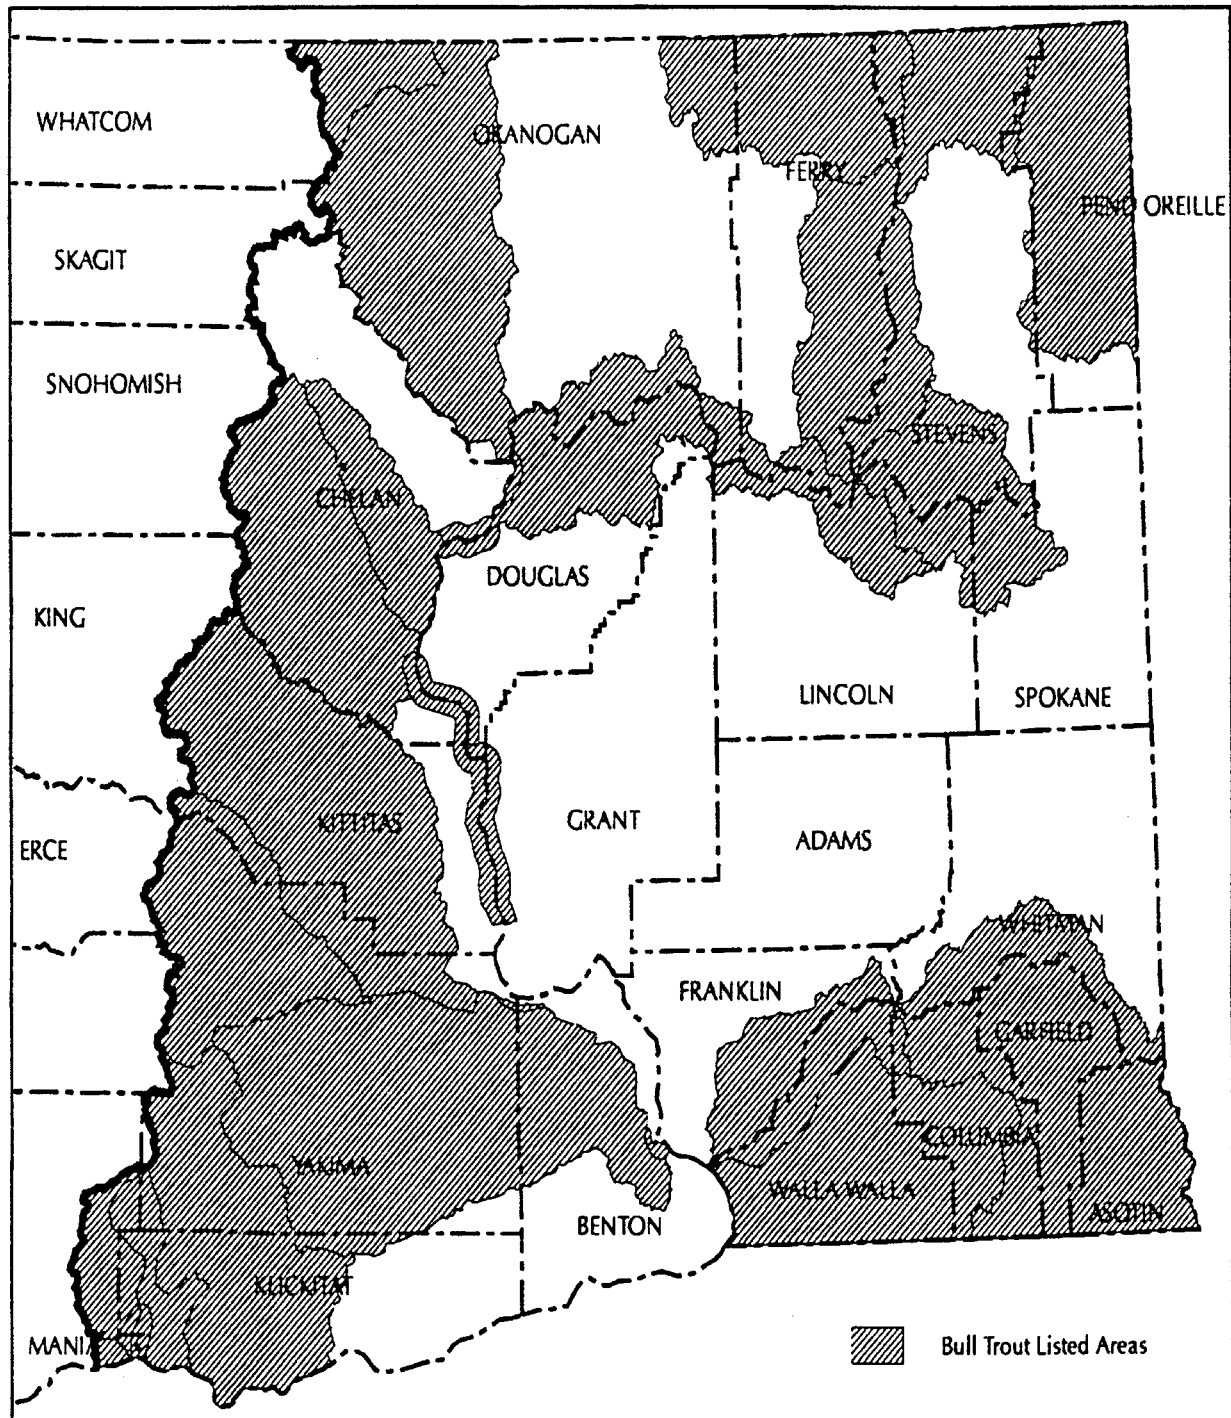 WHATCOM
OKANOGAN
FERRY
PEND OREILLE
SKAGIT
SNOHOMISH
STEVENS
CHELAN
DOUGLAS
KING
LINCOLN
SPOKANE
KITTITAS
GRANT
ADAMS
ERCE
WHITMAN
FRANKLIN
GARFIELD
COLUMBIA
YAKIMA
WALLA WALLA
ASOTIN
BENTON
KLICKITAT
MANIA
Bull Trout Listed Areas